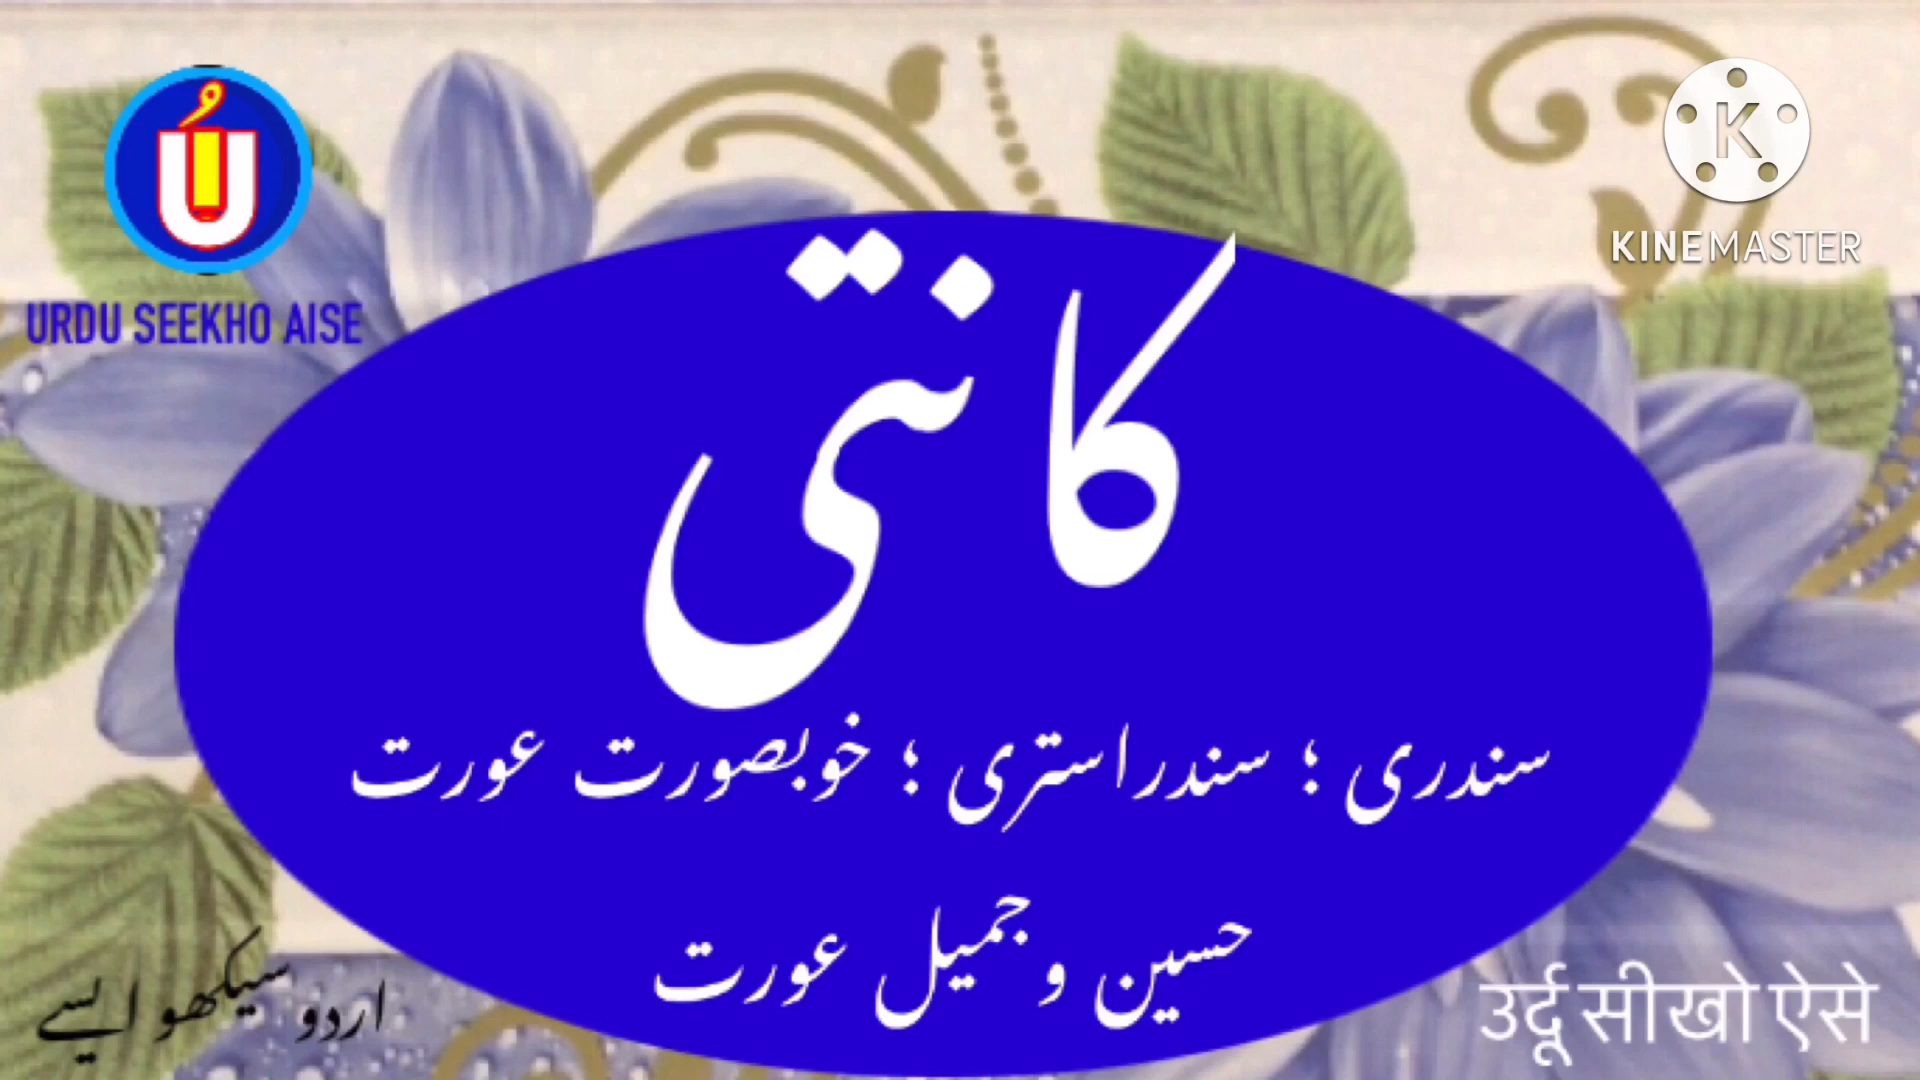 URDU SEEKHO AISE
KINEMASTER
کانتی
سندری ؛ سندراستری ؛ خوبصورت عورت
حسین و جمیل عورت
اردو سیکھو ایسے
उर्दू सीखो ऐसे